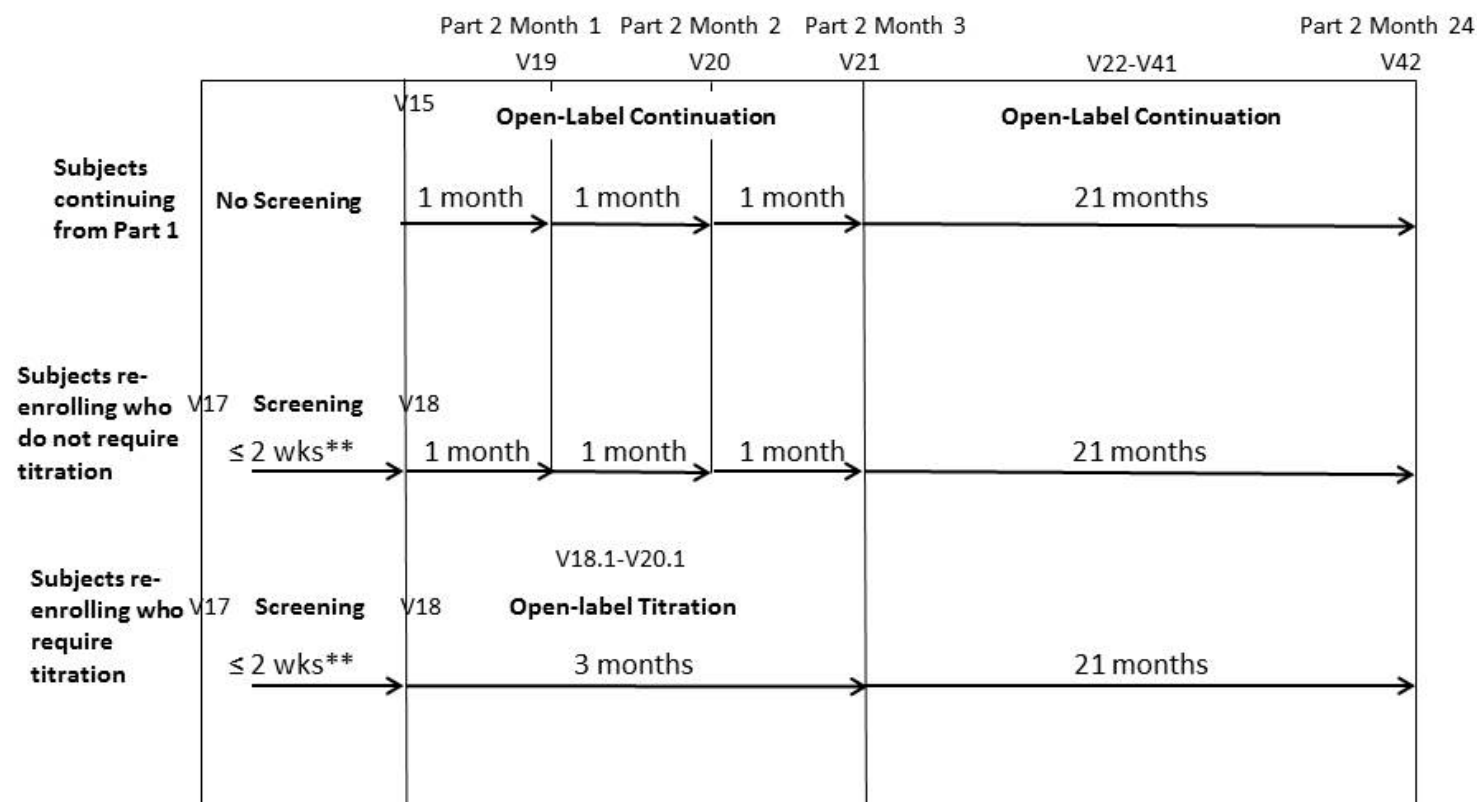 Part 2 Month 1 Part 2 Month 2 Part 2 Month 3 Part 2 Month 24
V19 V20 V21 V22-V41 V42
V15
Open-Label Continuation Open-Label Continuation
Subjects
continuing
from Part 1
No Screening
1 month 1 month 1 month 21 months
Subjects re-
enrolling who
do not require
titration
V17 Screening V18
≤ 2 wks** 1 month 1 month 1 month 21 months
V18.1-V20.1
Subjects re-
enrolling who
require
titration
V17 Screening V18 Open-label Titration
≤ 2 wks** 3 months 21 months